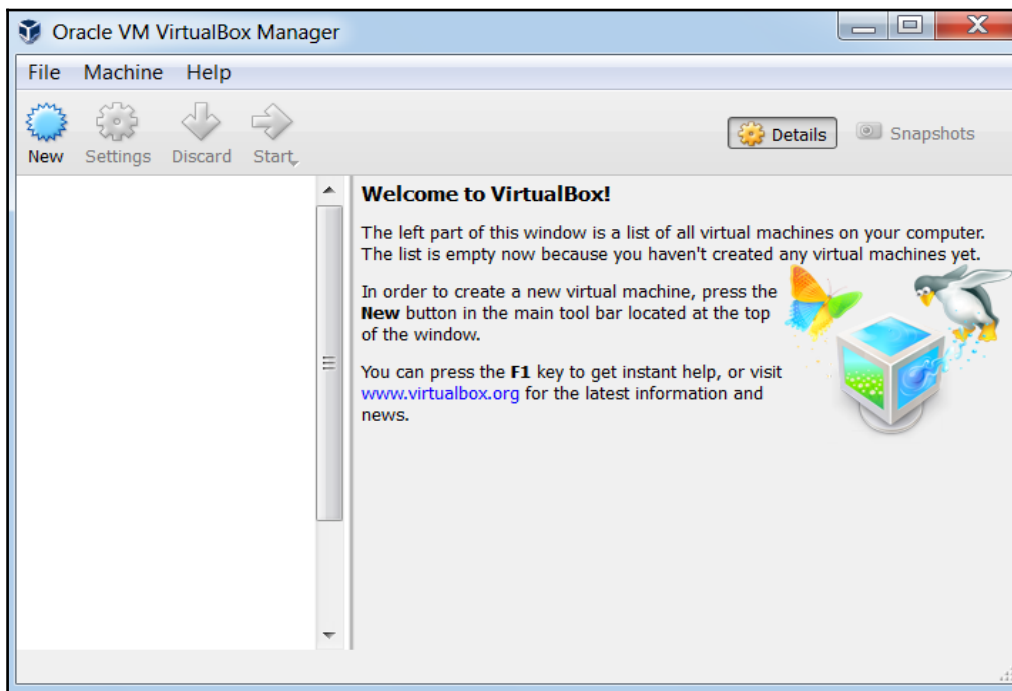 Oracle VM VirtualBox Manager
File Machine Help
New Settings Discard Start
Details Snapshots
Welcome to VirtualBox!
The left part of this window is a list of all virtual machines on your computer.
The list is empty now because you haven't created any virtual machines yet.
In order to create a new virtual machine, press the
New button in the main tool bar located at the top
of the window.
You can press the F1 key to get instant help, or visit
www.virtualbox.org for the latest information and
news.